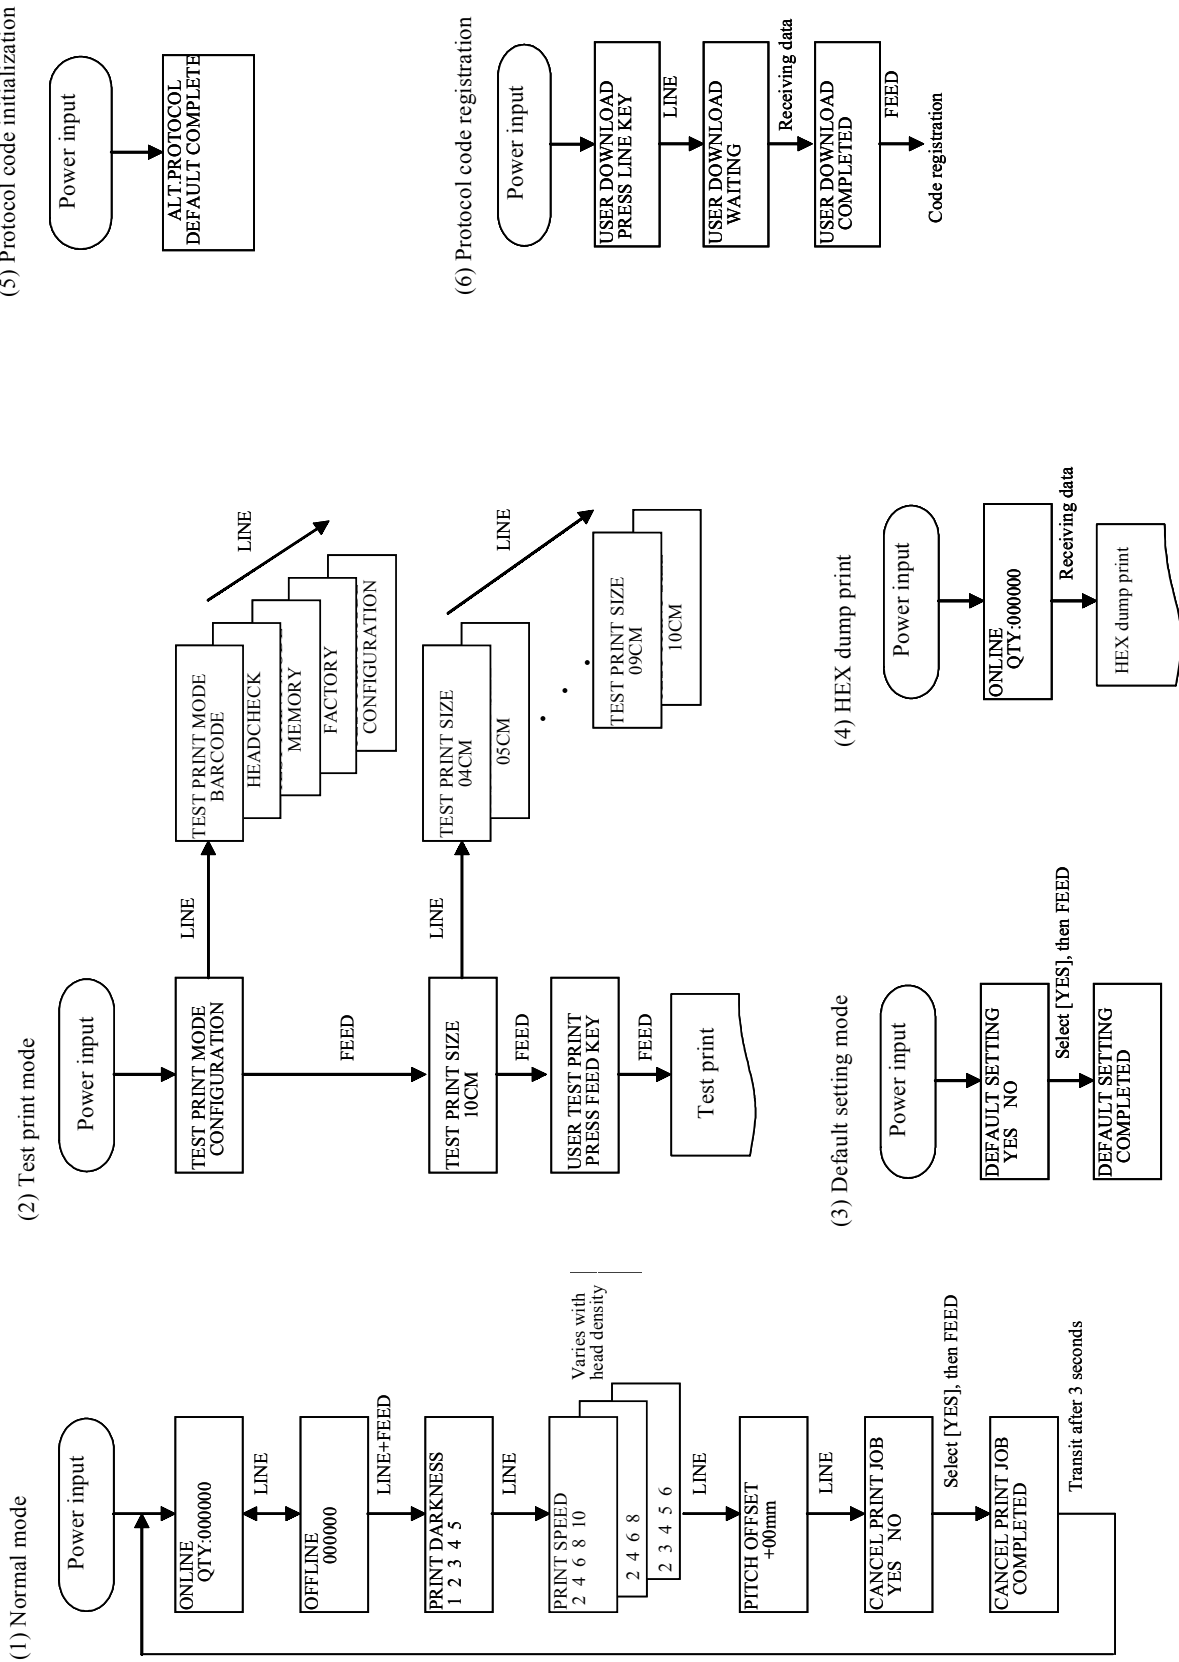 (1) Normal mode
Power input
ONLINE
QTY:000000
LINE
OFFLINE
000000
LINE+FEED
PRINT DARKNESS
1 2 3 4 5
LINE
PRINT SPEED
2 4 6 8 10
2 4 6 8
2 3 4 5 6
Varies with
head density
LINE
PITCH OFFSET
+00mm
LINE
CANCEL PRINT JOB
YES NO
Select [YES], then FEED
CANCEL PRINT JOB
COMPLETED
Transit after 3 seconds
(2) Test print mode
Power input
TEST PRINT MODE
CONFIGURATION
LINE
TEST PRINT MODE
BARCODE
HEADCHECK
MEMORY
FACTORY
CONFIGURATION
LINE
FEED
TEST PRINT SIZE
10CM
LINE
TEST PRINT SIZE
04CM
05CM
. . .
TEST PRINT SIZE
09CM
10CM
LINE
FEED
USER TEST PRINT
PRESS FEED KEY
FEED
Test print
(3) Default setting mode
Power input
DEFAULT SETTING
YES NO
Select [YES], then FEED
DEFAULT SETTING
COMPLETED
(4) HEX dump print
Power input
ONLINE
QTY:000000
Receiving data
HEX dump print
(5) Protocol code initialization
Power input
ALT.PROTOCOL
DEFAULT COMPLETE
(6) Protocol code registration
Power input
USER DOWNLOAD
PRESS LINE KEY
LINE
USER DOWNLOAD
WAITING
Receiving data
USER DOWNLOAD
COMPLETED
FEED
Code registration